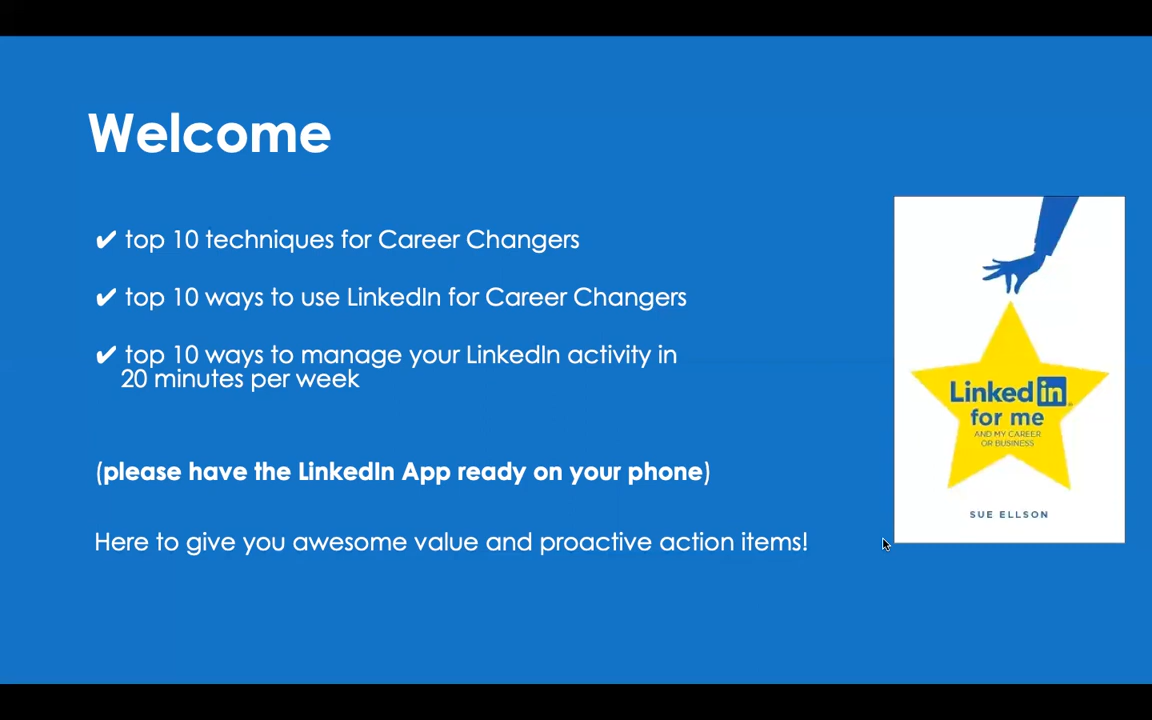 Welcome
✔ top 10 techniques for Career Changers
✔ top 10 ways to use LinkedIn for Career Changers
✔ top 10 ways to manage your LinkedIn activity in
20 minutes per week
(please have the LinkedIn App ready on your phone)
Here to give you awesome value and proactive action items!
Linked in
for me
AND MY CAREER
OR BUSINESS
SUE ELLSON